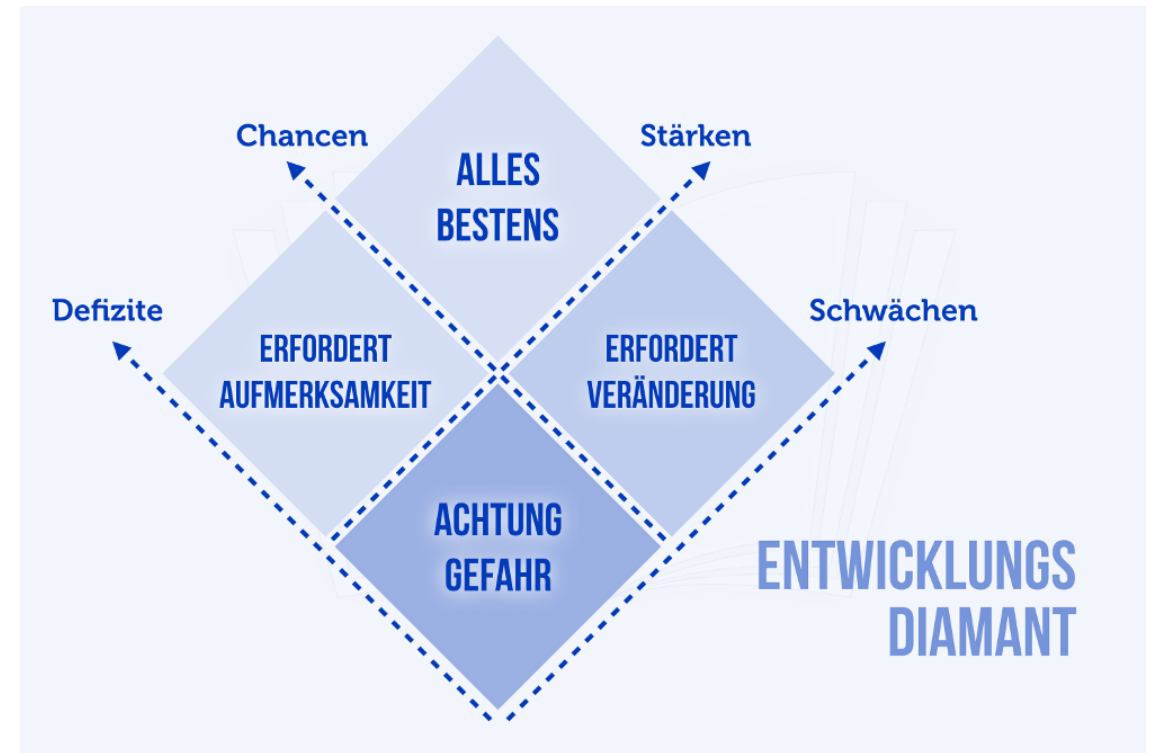 Chancen
Stärken
ALLES
BESTENS
Defizite
Schwächen
ERFORDERT
AUFMERKSAMKEIT
ERFORDERT
VERÄNDERUNG
ACHTUNG
GEFAHR
ENTWICKLUNGS
DIAMANT